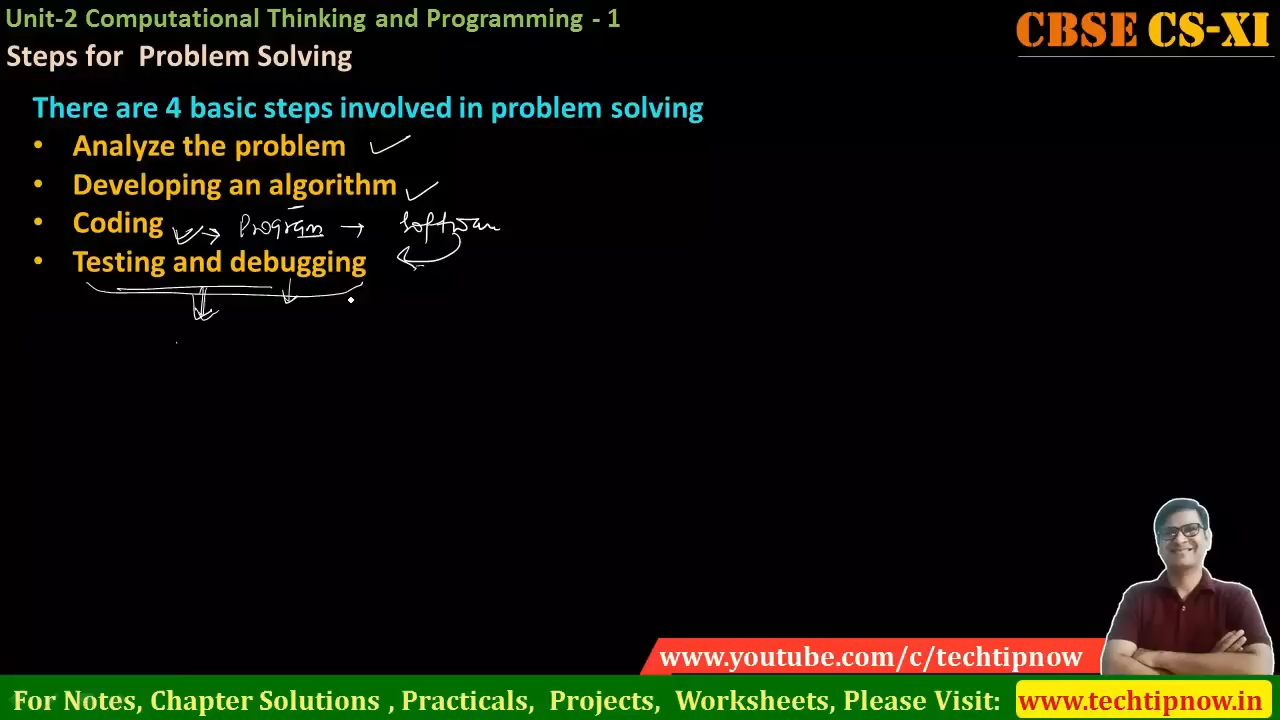 Unit-2 Computational Thinking and Programming - 1
CBSE CS-XI
Steps for Problem Solving
There are 4 basic steps involved in problem solving
• Analyze the problem
• Developing an algorithm
• Coding → Program → Software
• Testing and debugging
www.youtube.com/c/techtipnow
For Notes, Chapter Solutions , Practicals, Projects, Worksheets, Please Visit: www.techtipnow.in